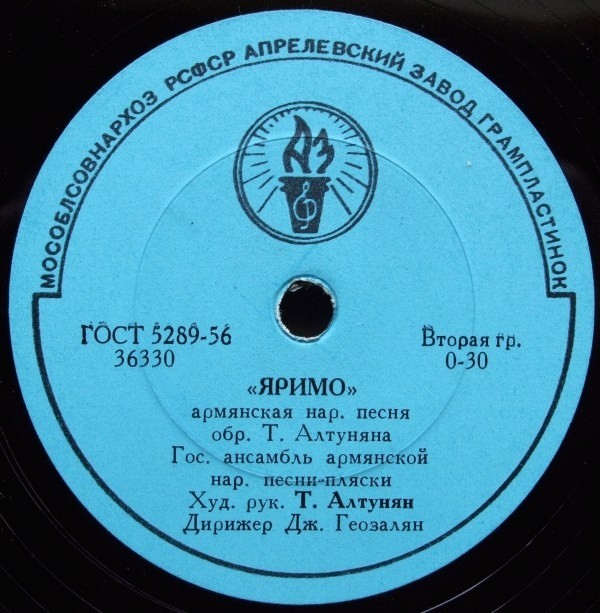 МОСОБЛСОВНАРХОЗ РСФСР АПРЕЛЕВСКИЙ ЗАВОД ГРАМПЛАСТИНОК
АЗ
ГОСТ 5289-56
36330
Вторая гр.
0-30
«ЯРИМО»
армянская нар. песня
обр. Т. Алтуняна
Гос. ансамбль армянской
нар. песни-пляски
Худ. рук. Т. Алтунян
Дирижер Дж. Геозалян